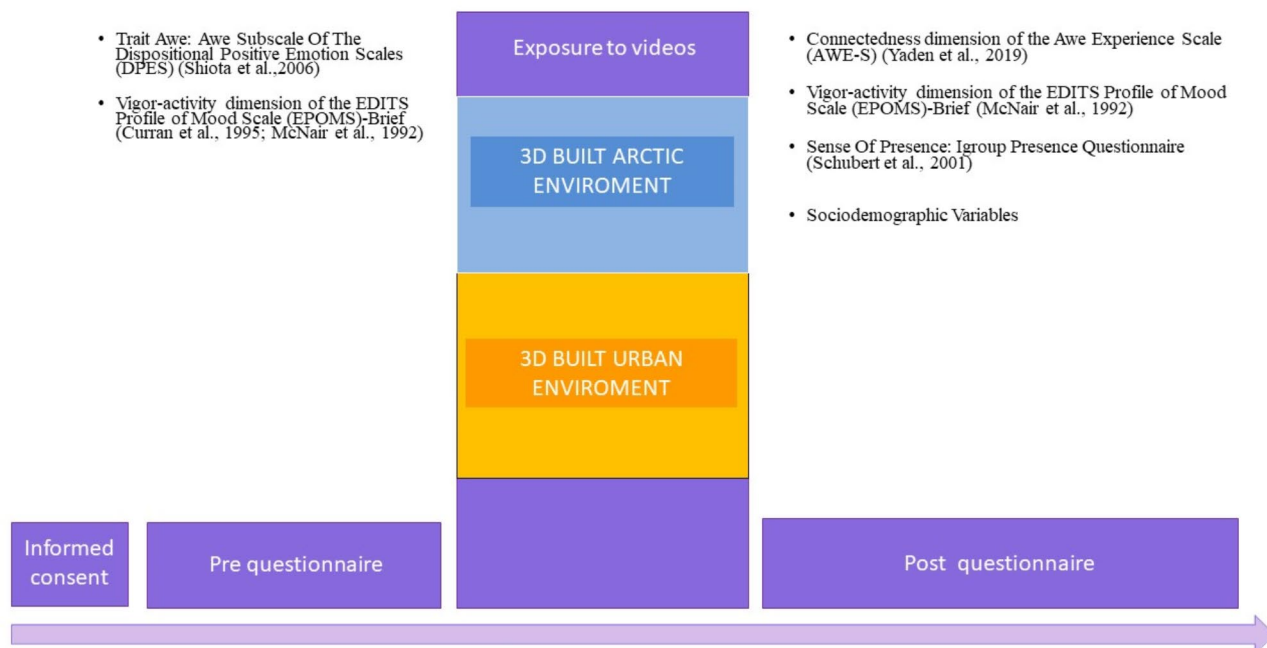 • Trait Awe: Awe Subscale Of The
Dispositional Positive Emotion Scales
(DPES) (Shiota et al.,2006)
• Vigor-activity dimension of the EDITS
Profile of Mood Scale (EPOMS)-Brief
(Curran et al., 1995; McNair et al., 1992)
Exposure to videos
3D BUILT ARCTIC
ENVIROMENT
3D BUILT URBAN
ENVIROMENT
• Connectedness dimension of the Awe Experience Scale
(AWE-S) (Yaden et al., 2019)
• Vigor-activity dimension of the EDITS Profile of Mood
Scale (EPOMS)-Brief (McNair et al., 1992)
• Sense Of Presence: Igroup Presence Questionnaire
(Schubert et al., 2001)
• Sociodemographic Variables
Informed
consent
Pre questionnaire
Post questionnaire